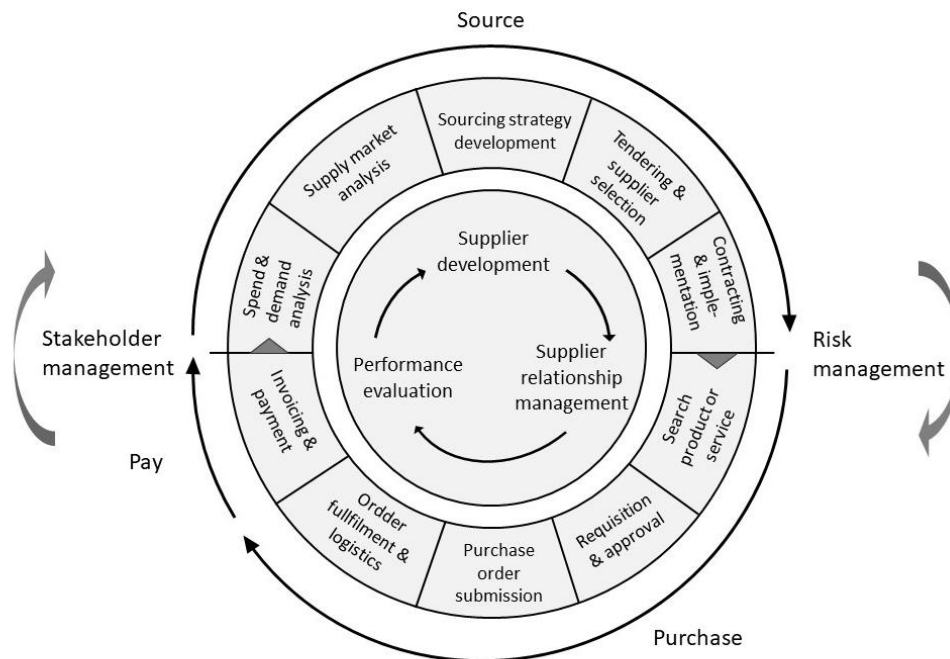 Source
Sourcing strategy
development
Tendering &
supplier
selection
Contracting
& imple-
mentation
Risk
management
Search
product or
service
Requisition
& approval
Purchase
order
submission
Purchase
Ordder
fullfilment &
logistics
Invoicing &
payment
Pay
Stakeholder
management
Spend &
demand
analysis
Supply market
analysis
Supplier
development
Supplier
relationship
management
Performance
evaluation